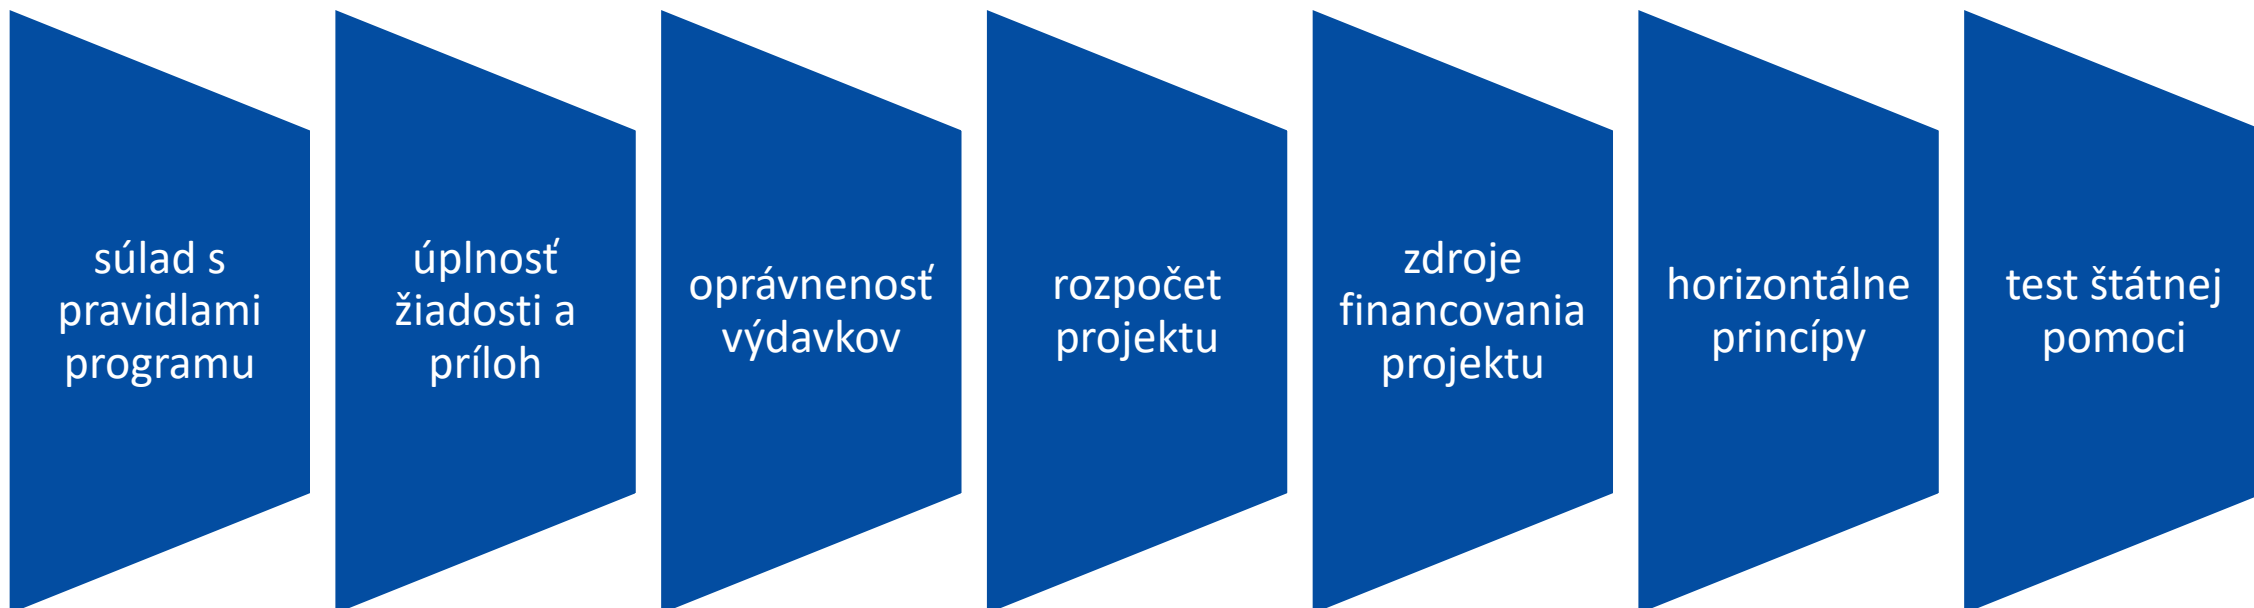 súlad s
pravidlami
programu
úplnosť
žiadosti a
príloh
oprávnenosť
výdavkov
rozpočet
projektu
zdroje
financovania
projektu
horizontálne
princípy
test štátnej
pomoci